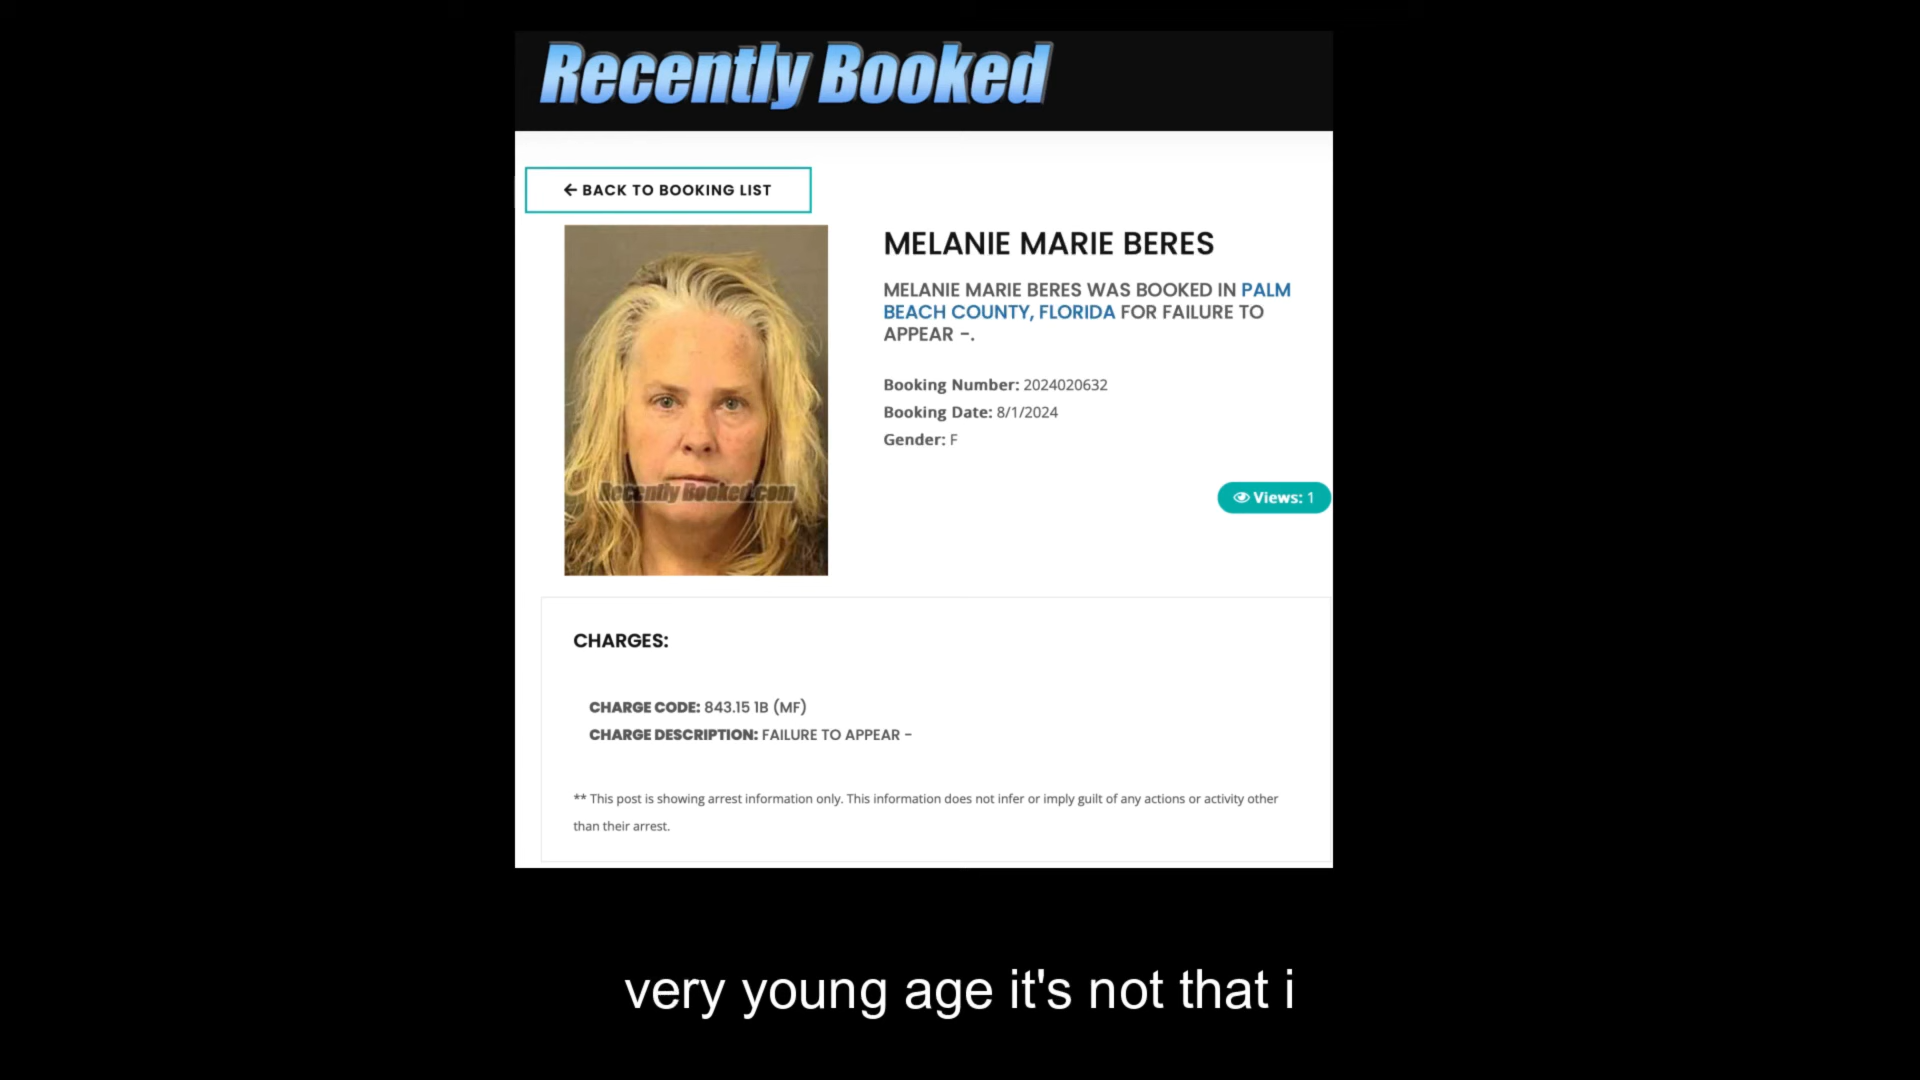 Recently Booked
← BACK TO BOOKING LIST
MELANIE MARIE BERES
MELANIE MARIE BERES WAS BOOKED IN PALM
BEACH COUNTY, FLORIDA FOR FAILURE TO
APPEAR -.
Booking Number: 2024020632
Booking Date: 8/1/2024
Gender: F
Recently Booked.com
Views: 1
CHARGES:
CHARGE CODE: 843.15 1B (MF)
CHARGE DESCRIPTION: FAILURE TO APPEAR -
** This post is showing arrest information only. This information does not infer or imply guilt of any actions or activity other
than their arrest.
very young age it's not that i